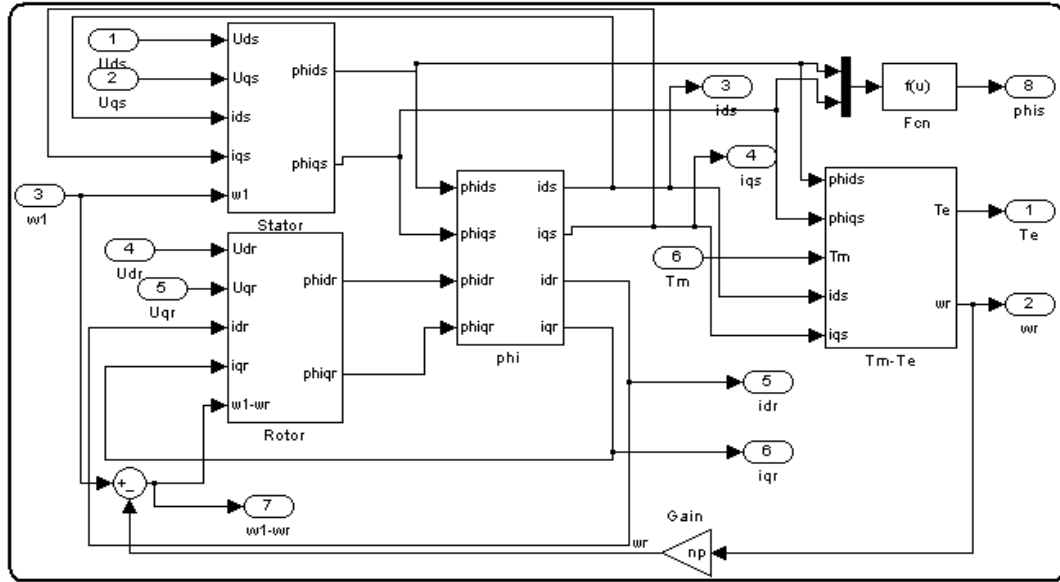 1
Uds
2
Uqs
3
w1
Uds
Uqs
ids
iqs
w1
phids
phiqs
Stator
4
Udr
5
Uqr
Udr
Uqr
idr
iqr
w1-wr
phidr
phiqr
Rotor
phids
phiqs
phidr
phiqr
ids
iqs
idr
iqr
phi
3
ids
4
iqs
6
Tm
f(u)
Fcn
8
phis
phids
phiqs
Tm
ids
iqs
Te
wr
Tm-Te
1
Te
2
wr
5
idr
6
iqr
+
−
7
w1-wr
wr
Gain
np